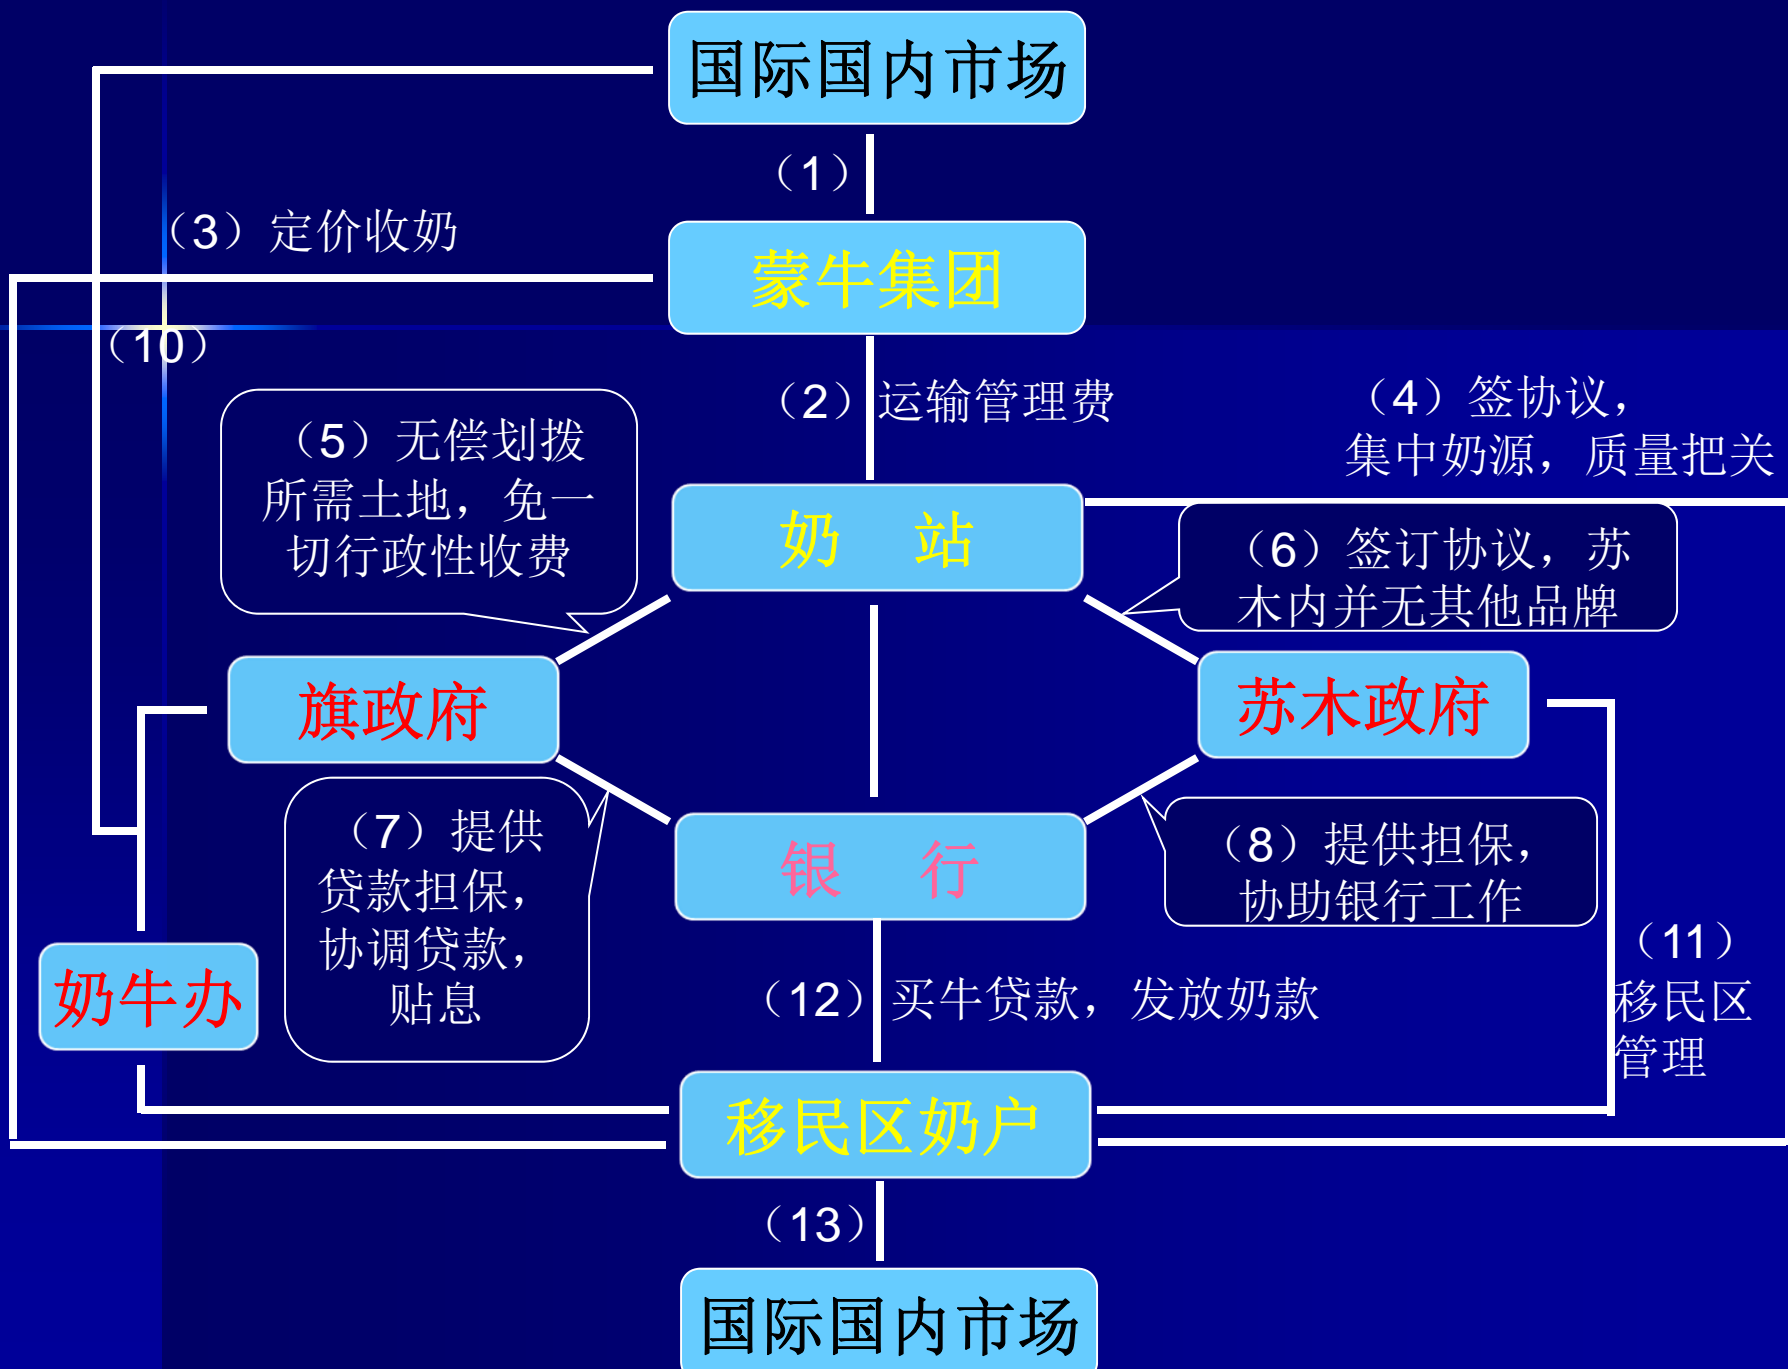 国际国内市场
（1）
（3）定价收奶
蒙牛集团
（10）
（2）运输管理费
（4）签协议，
集中奶源，质量把关
（5）无偿划拨
所需土地，免一
切行政性收费
奶 站
（6）签订协议，苏
木内并无其他品牌
旗政府
苏木政府
（7）提供
贷款担保，
协调贷款，
贴息
银 行
（8）提供担保，
协助银行工作
奶牛办
（11）
移民区
管理
（12）买牛贷款，发放奶款
移民区奶户
（13）
国际国内市场